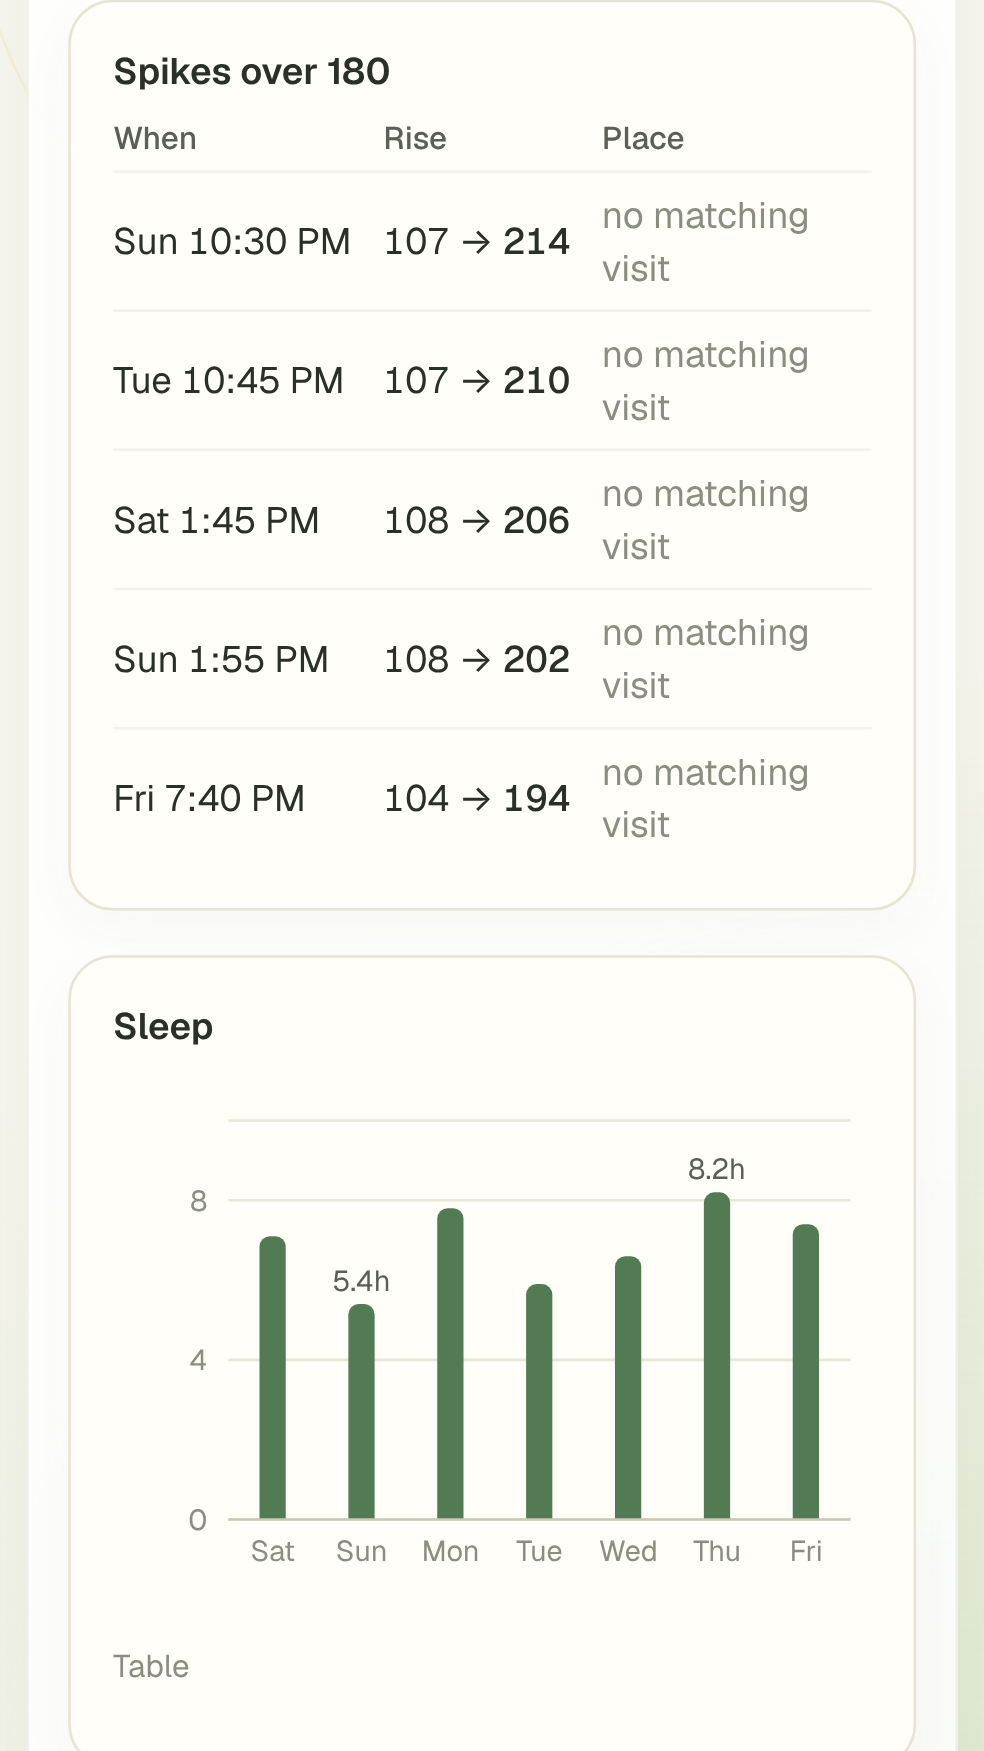 Spikes over 180
When Rise Place
Sun 10:30 PM 107 → 214 no matching
visit
Tue 10:45 PM 107 → 210 no matching
visit
Sat 1:45 PM 108 → 206 no matching
visit
Sun 1:55 PM 108 → 202 no matching
visit
Fri 7:40 PM 104 → 194 no matching
visit
Sleep
8.2h
8
5.4h
4
0
Sat Sun Mon Tue Wed Thu Fri
Table